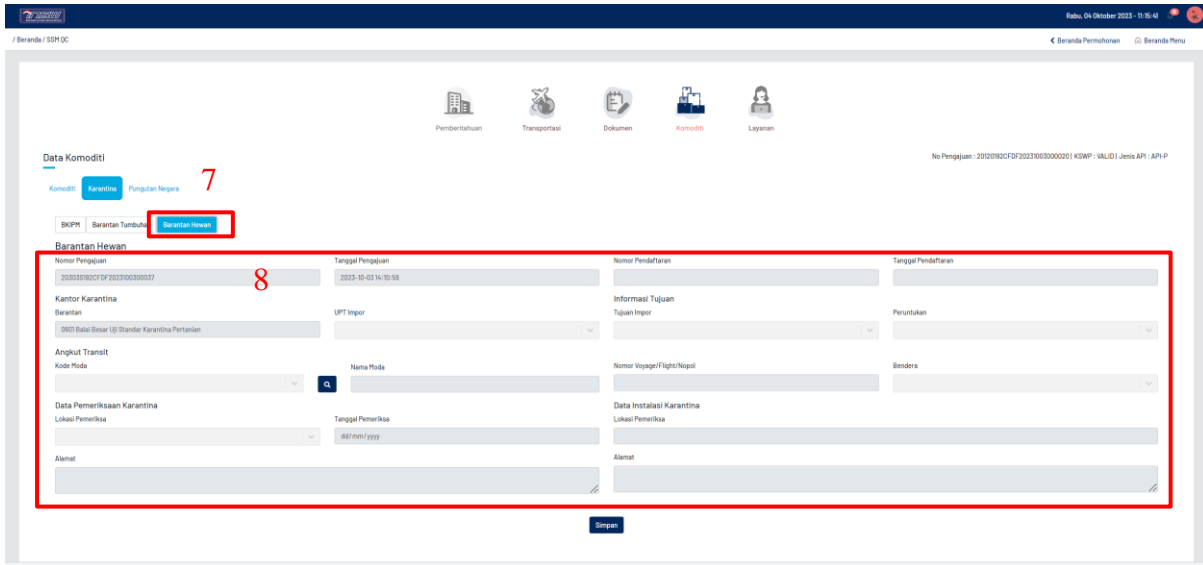 Rabu, 04 Oktober 2023 - 11:15:41
/ Beranda / SSM QC
Beranda Permohonan Beranda Menu
Pemberitahuan Transportasi Dokumen Komoditi Layanan
Data Komoditi
No Pengajuan : 20120192CFDF20231003000020 | KSWP : VALID | Jenis API : API-P
Komoditi Karantina Pungutan Negara
7
BKIPM Barantan Tumbuha Barantan Hewan
Barantan Hewan
Nomor Pengajuan Tanggal Pengajuan Nomor Pendaftaran Tanggal Pendaftaran
203035192CFDF2023100300037 8 2023-10-03 14:10:58
Kantor Karantina Informasi Tujuan
Barantan UPT Impor Tujuan Impor Peruntukan
0601 Balai Besar Uji Standar Karantina Pertanian
Angkut Transit
Kode Moda Nama Moda Nomor Voyage/Flight/Nopol Bendera
Data Pemeriksaan Karantina Data Instalasi Karantina
Lokasi Pemeriksa Tanggal Pemeriksa Lokasi Pemeriksa
dd/mm/yyyy
Alamat Alamat
Simpan